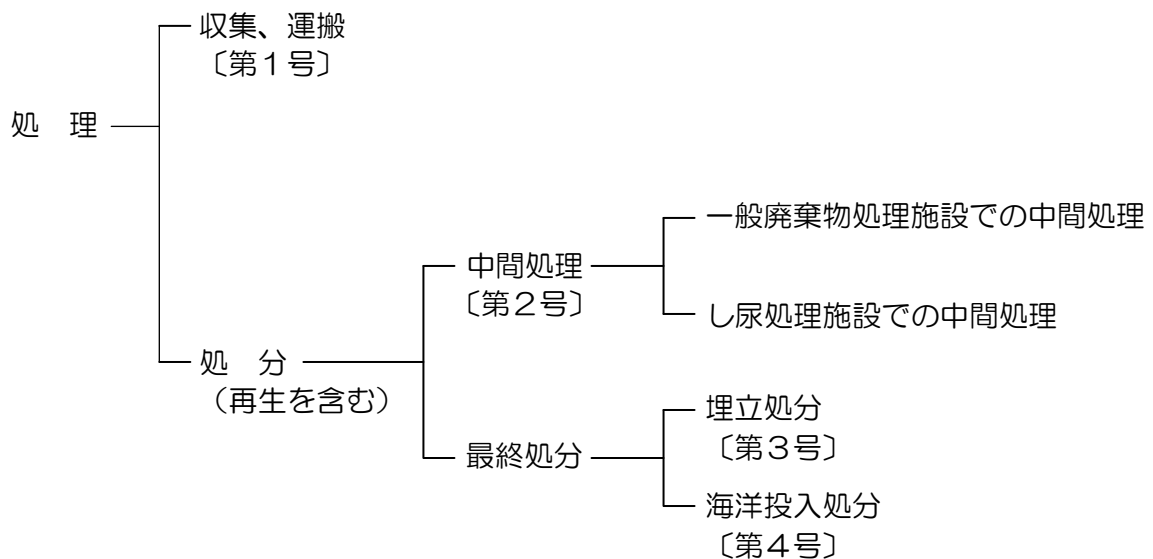 収集、運搬
〔第1号〕
処　理
一般廃棄物処理施設での中間処理
中間処理
〔第2号〕
し尿処理施設での中間処理
処　分
（再生を含む）
埋立処分
〔第3号〕
最終処分
海洋投入処分
〔第4号〕